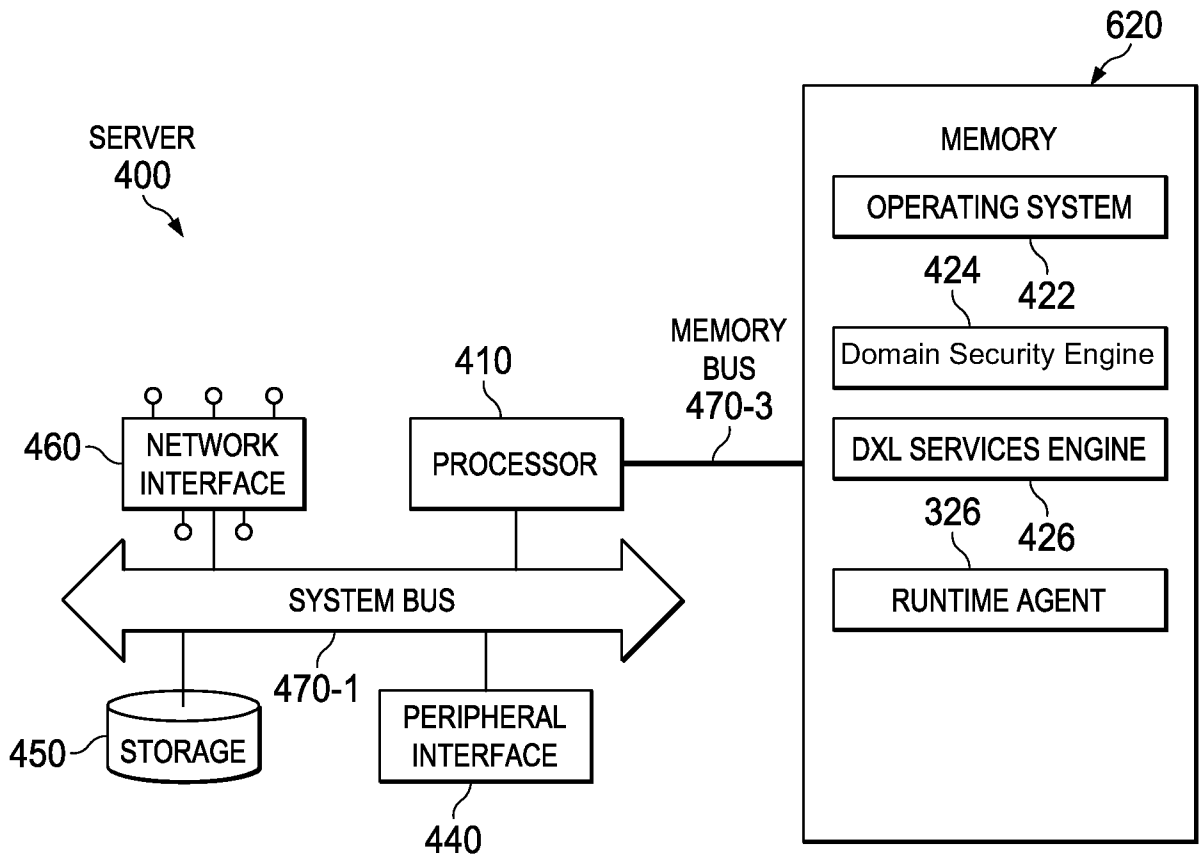 620
SERVER
400
MEMORY
OPERATING SYSTEM
424
422
MEMORY
BUS
470-3
Domain Security Engine
410
460
NETWORK
INTERFACE
PROCESSOR
DXL SERVICES ENGINE
326
426
SYSTEM BUS
RUNTIME AGENT
470-1
450
STORAGE
PERIPHERAL
INTERFACE
440